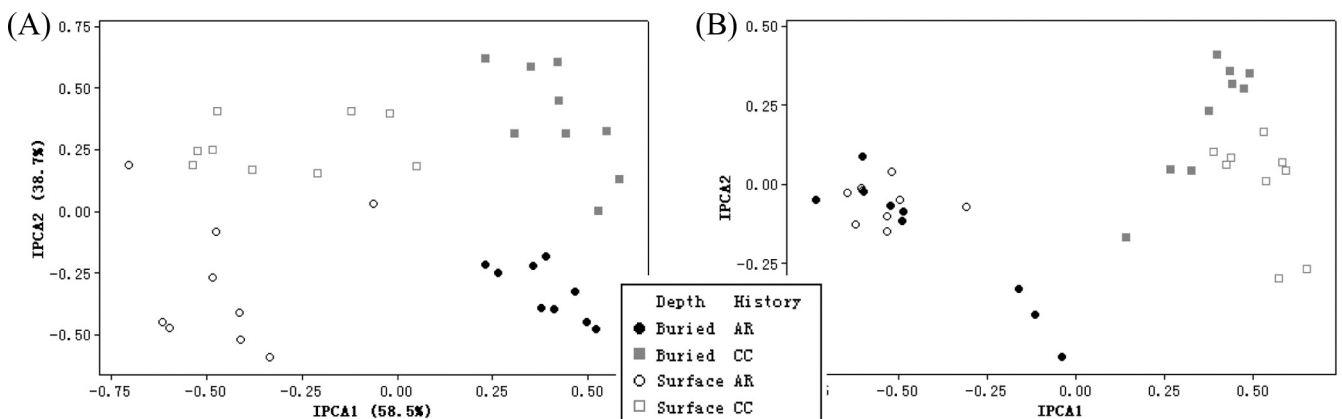 (A)
0.75
0.50
0.25
0.00
-0.25
-0.50
IPCA2 (38.7%)
-0.75
-0.50
-0.25
0.00
0.25
0.50
IPCA1 (58.5%)
(B)
0.50
0.25
0.00
-0.25
IPCA2
-0.50
-0.25
0.00
0.25
0.50
IPCA1
Depth History
Buried AR
Buried CC
Surface AR
Surface CC